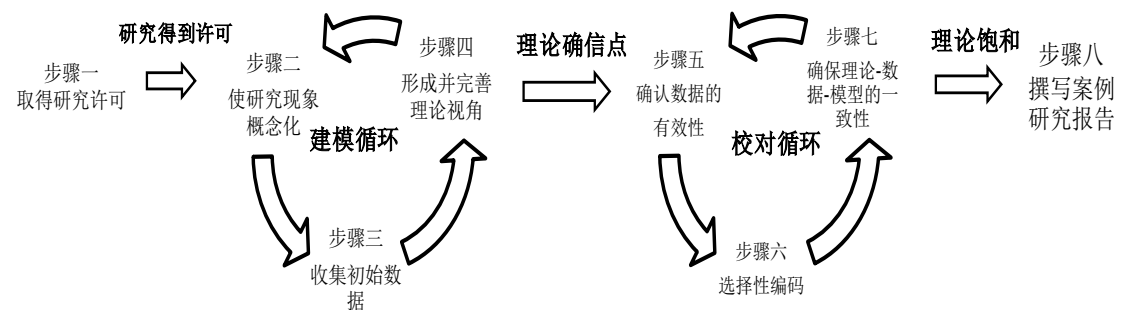 研究得到许可
步骤一
取得研究许可
步骤二
使研究现象
概念化
建模循环
步骤三
收集初始数
据
步骤四
形成并完善
理论视角
理论确信点
步骤五
确认数据的
有效性
校对循环
步骤六
选择性编码
步骤七
确保理论-数
据-模型的一
致性
理论饱和
步骤八
撰写案例
研究报告